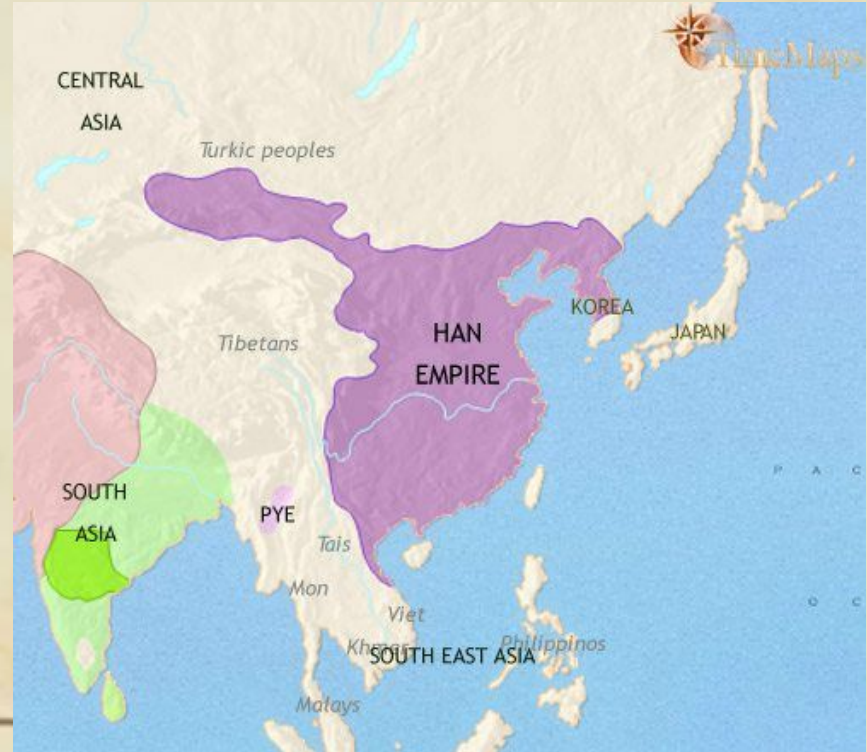 TimeMaps
CENTRAL
ASIA
Turkic peoples
KOREA
HAN
EMPIRE
JAPAN
Tibetans
P A C
SOUTH
ASIA
PYE
Tais
Mon
O C
Viet
Khmer
SOUTH EAST ASIA
Philippinos
Malays